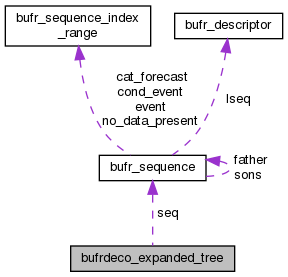 bufr_sequence_index
_range
bufr_descriptor
cat_forecast
cond_event
event
no_data_present
lseq
bufr_sequence
father
sons
seq
bufrdeco_expanded_tree